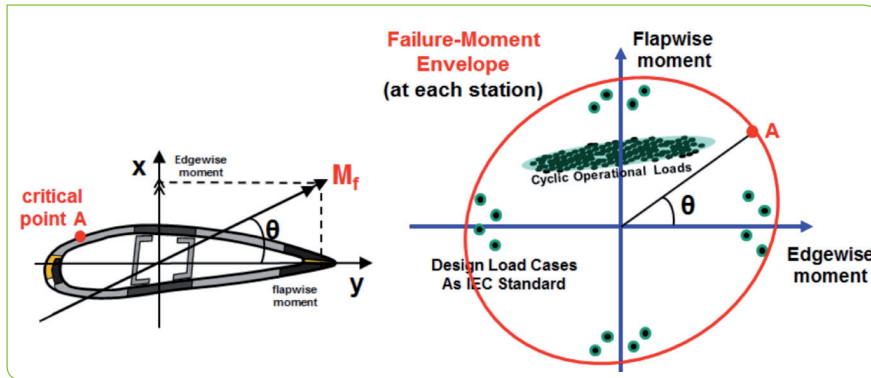 x
Edgewise
moment
M_f
critical
point A
θ
y
flapwise
moment
Failure-Moment
Envelope
(at each station)
Flapwise
moment
A
Cyclic Operational Loads
θ
Edgewise
moment
Design Load Cases
As IEC Standard